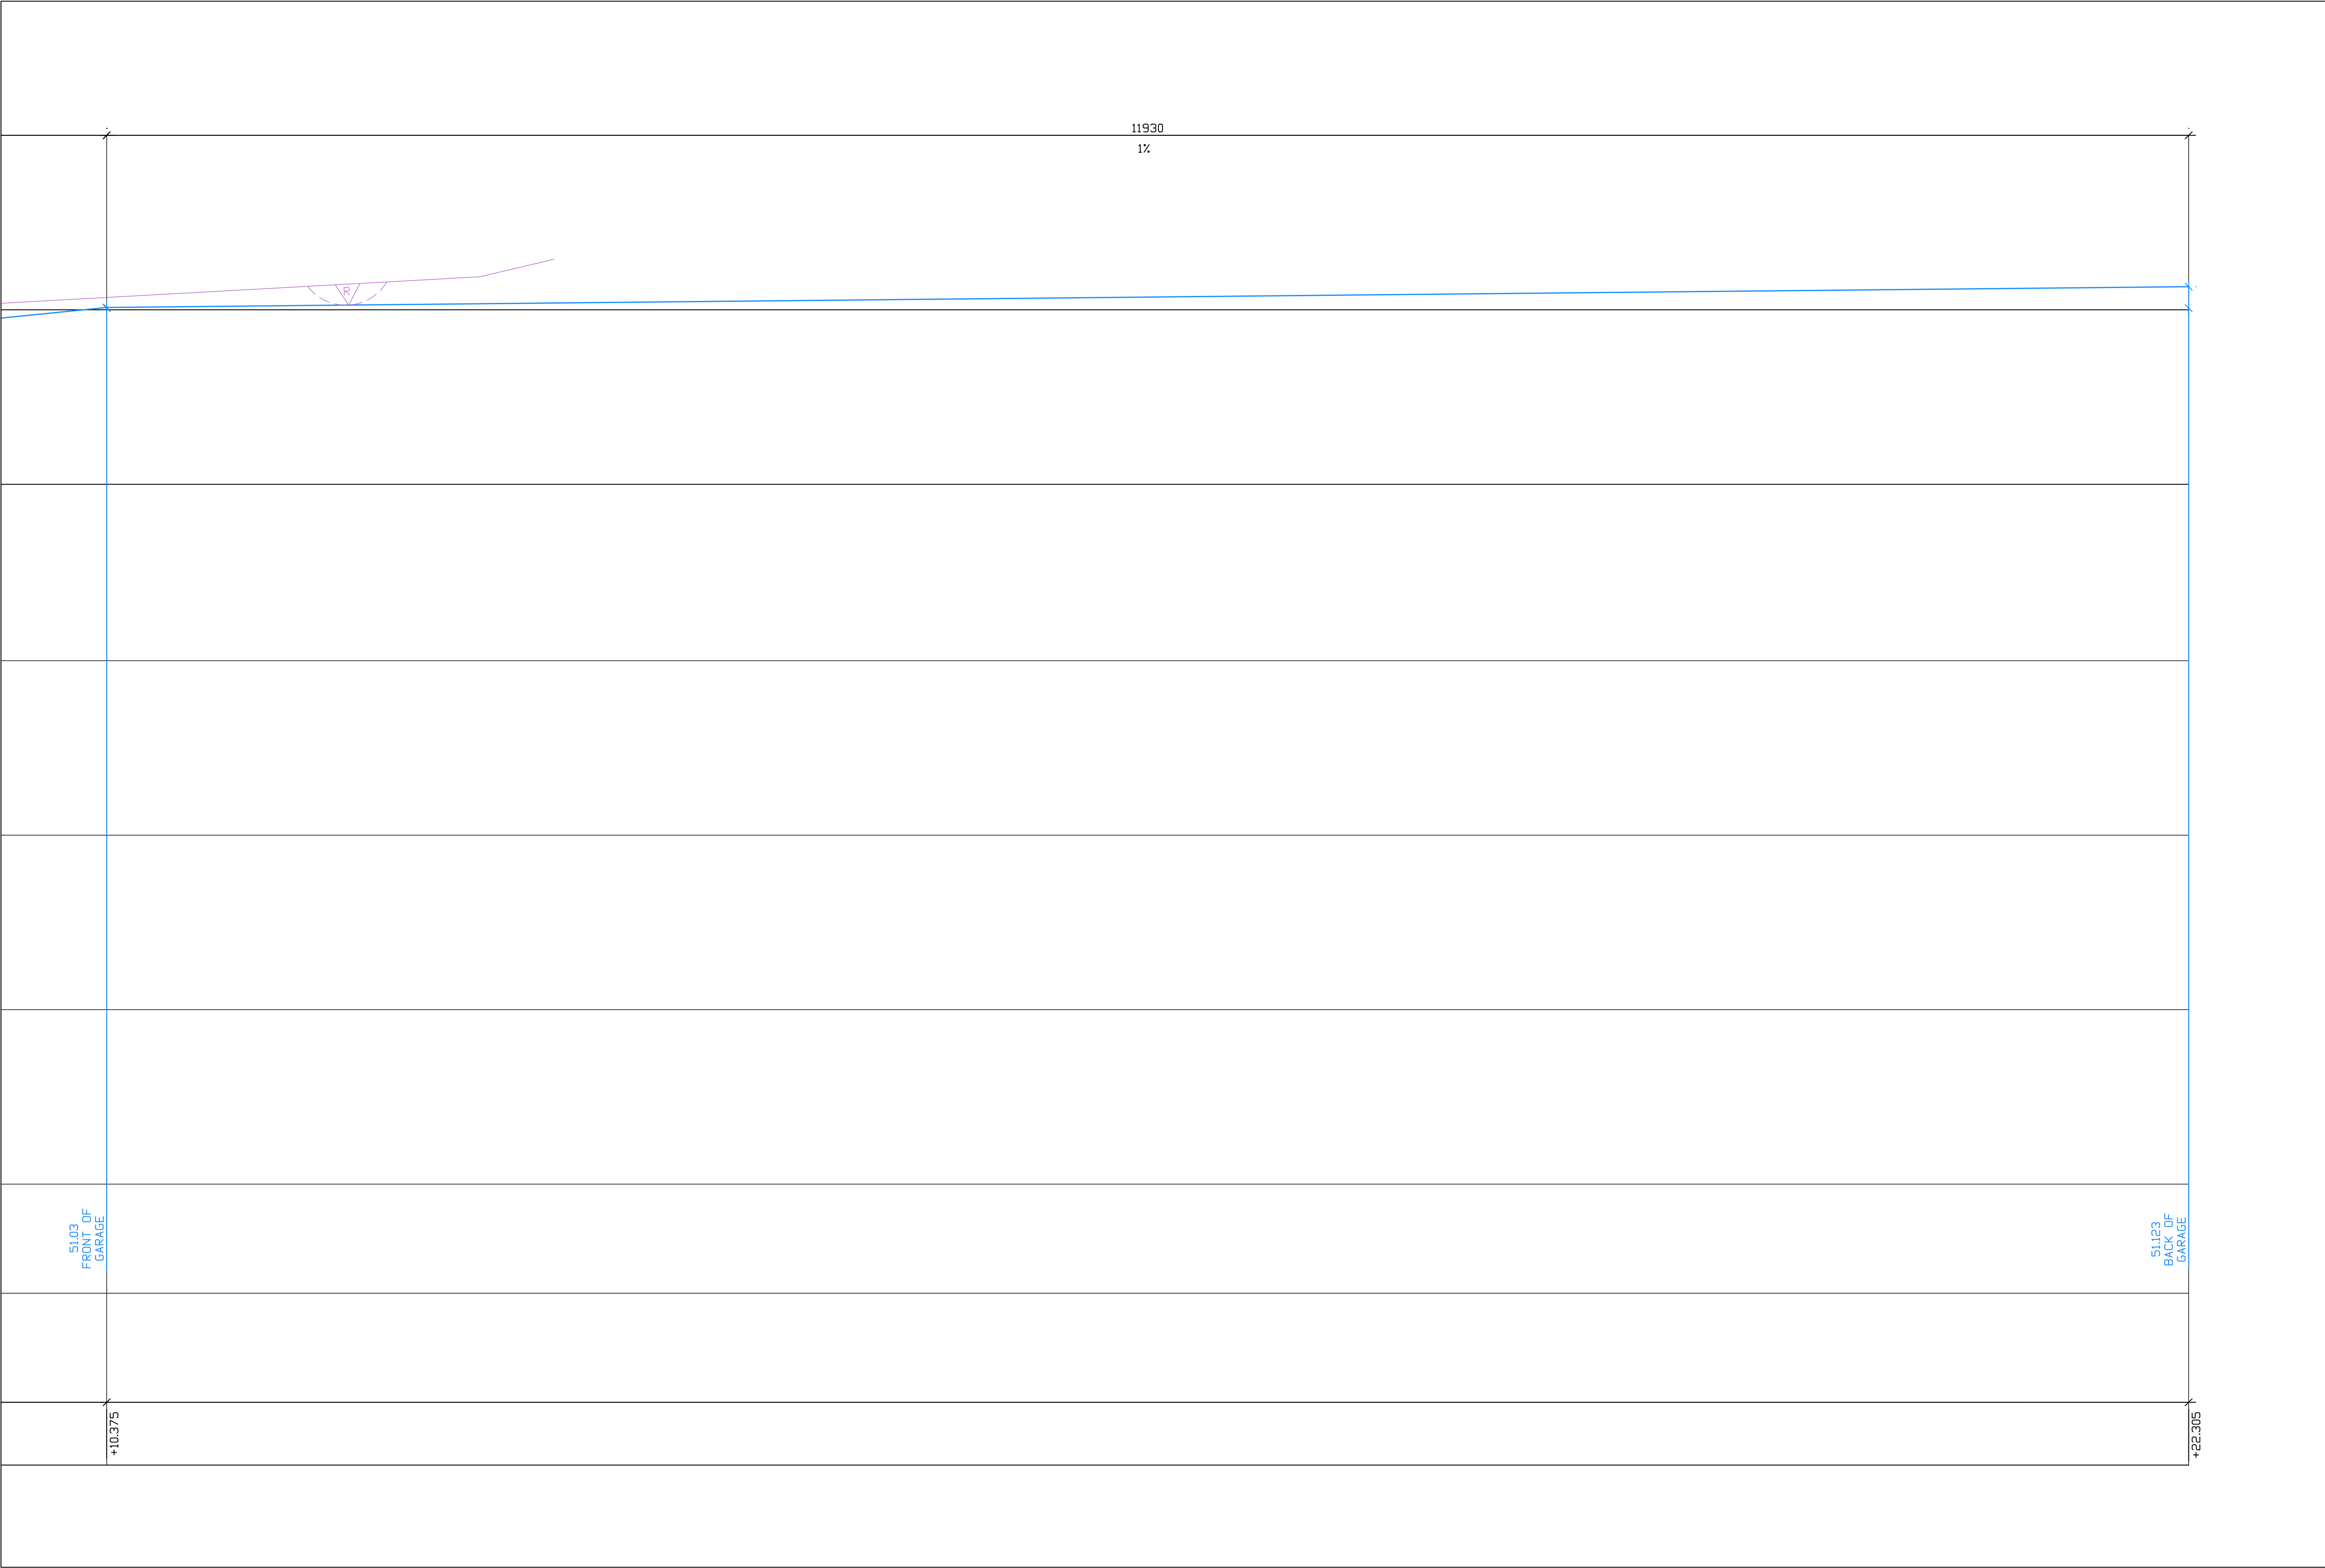 11930
1%
R
51.03
FRONT OF
GARAGE
51.123
BACK OF
GARAGE
+10.375
+22.305